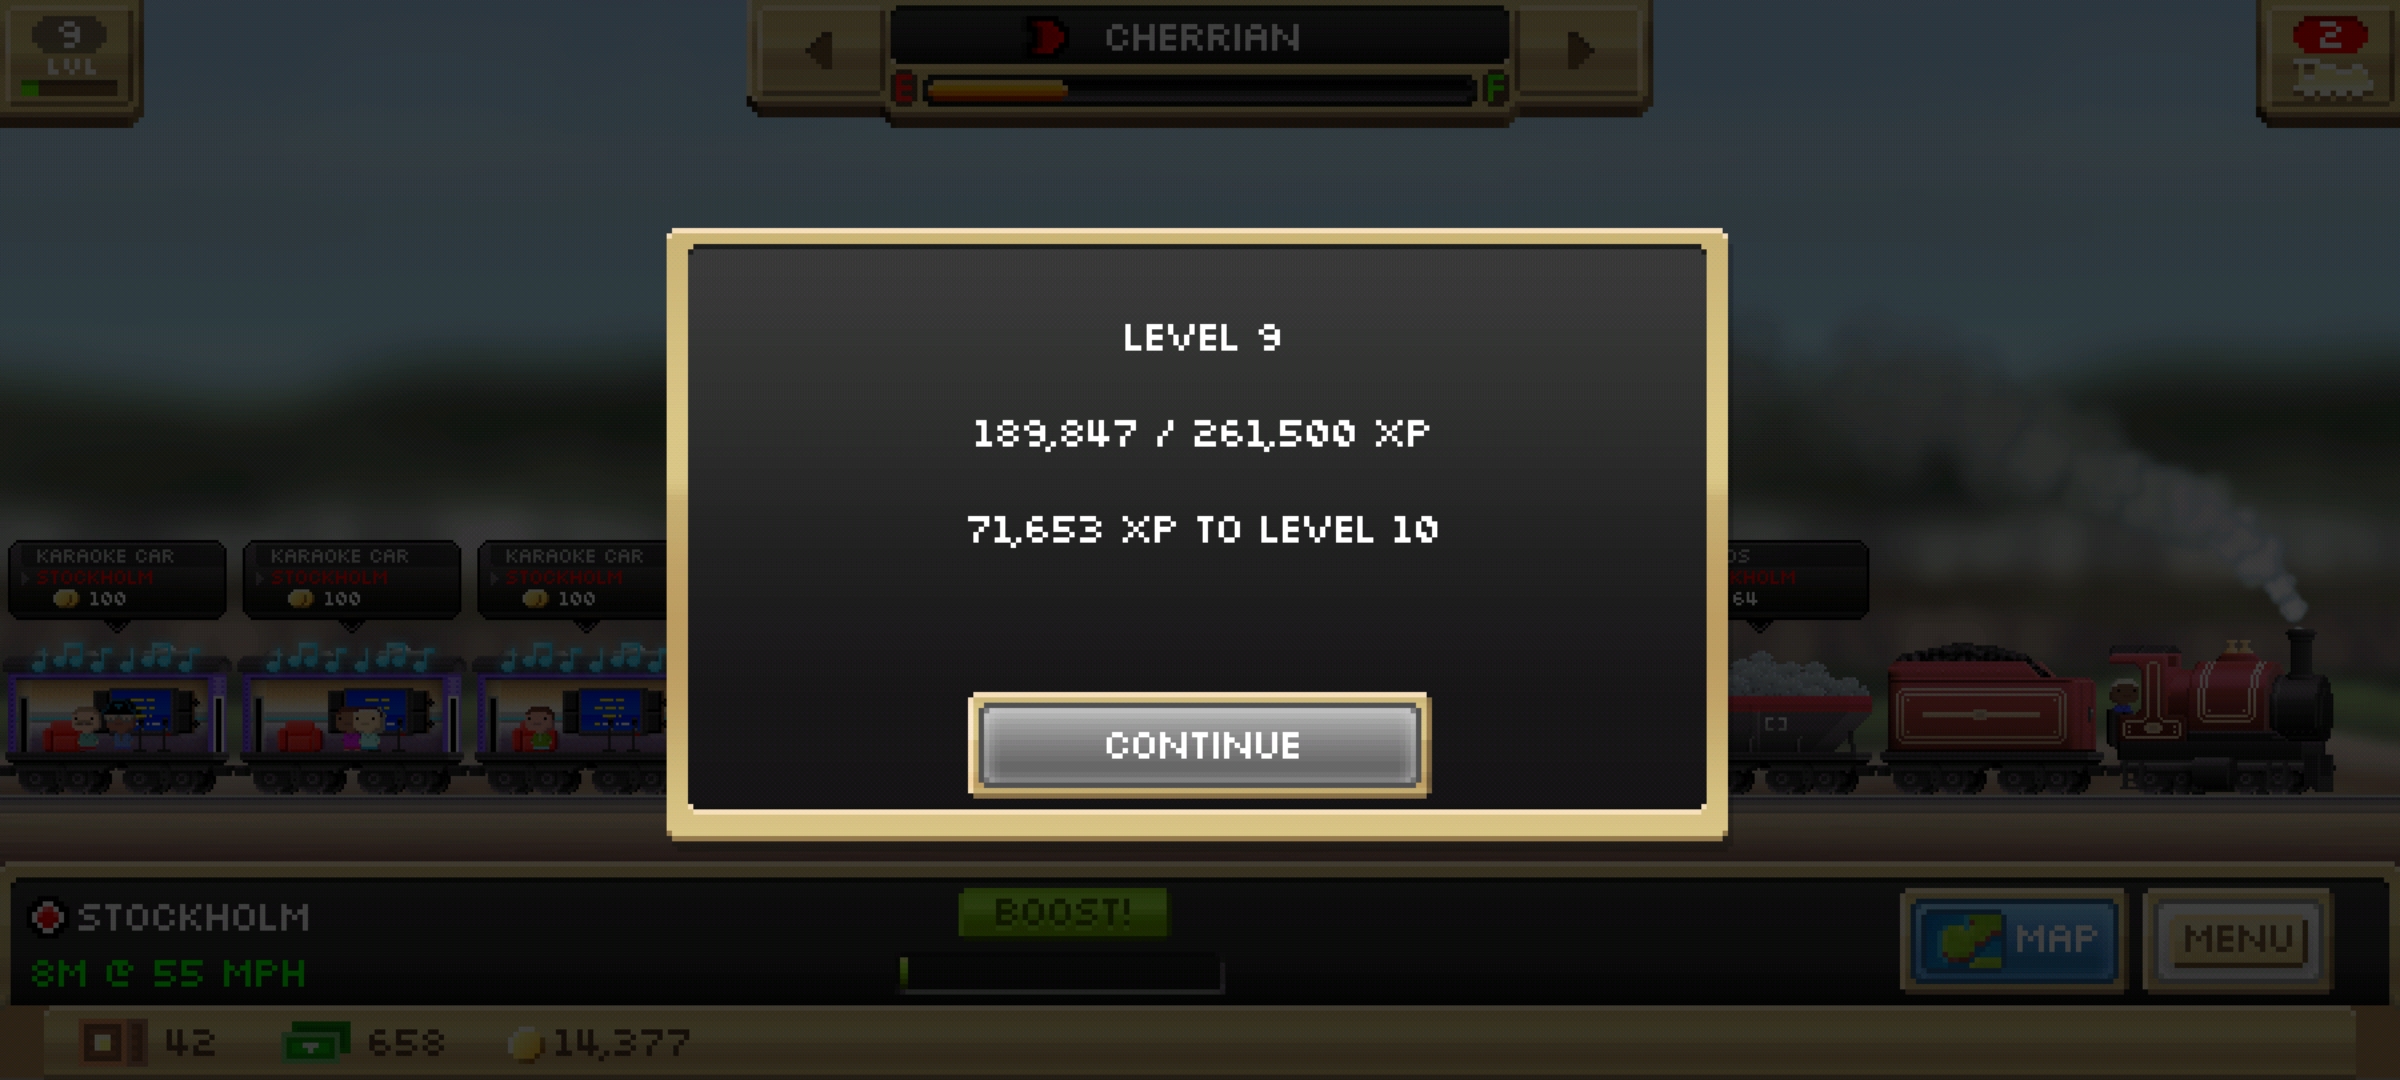 9
LVL
CHERRIAN
E F
2
LEVEL 9
189,847 / 261,500 XP
71,653 XP TO LEVEL 10
CONTINUE
KARAOKE CAR
STOCKHOLM
100
KARAOKE CAR
STOCKHOLM
100
KARAOKE CAR
STOCKHOLM
100
64
STOCKHOLM
8M @ 55 MPH
BOOST!
MAP
MENU
42
658
14,377